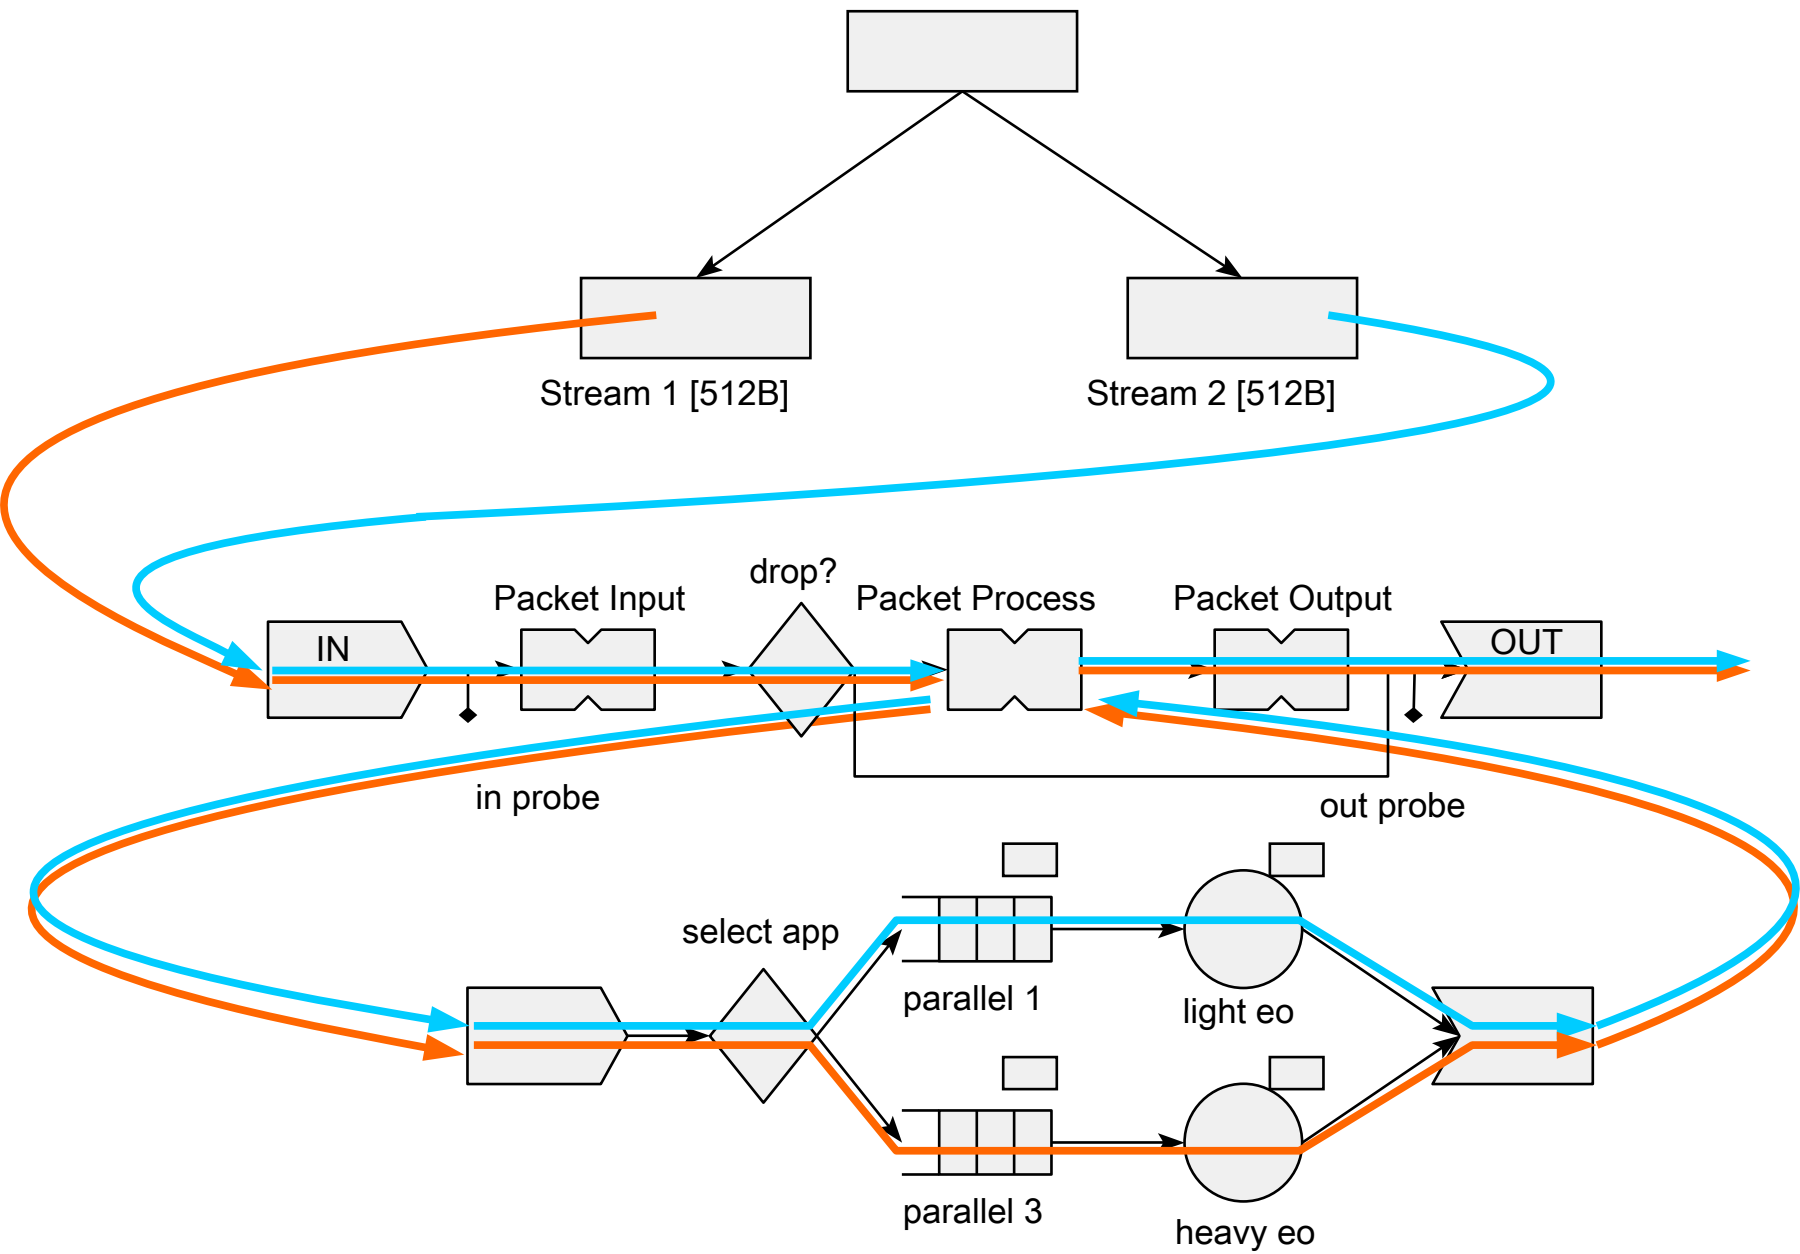 Stream 1 [512B]
Stream 2 [512B]
drop?
Packet Input
Packet Process
Packet Output
IN
OUT
in probe
out probe
select app
parallel 1
light eo
parallel 3
heavy eo